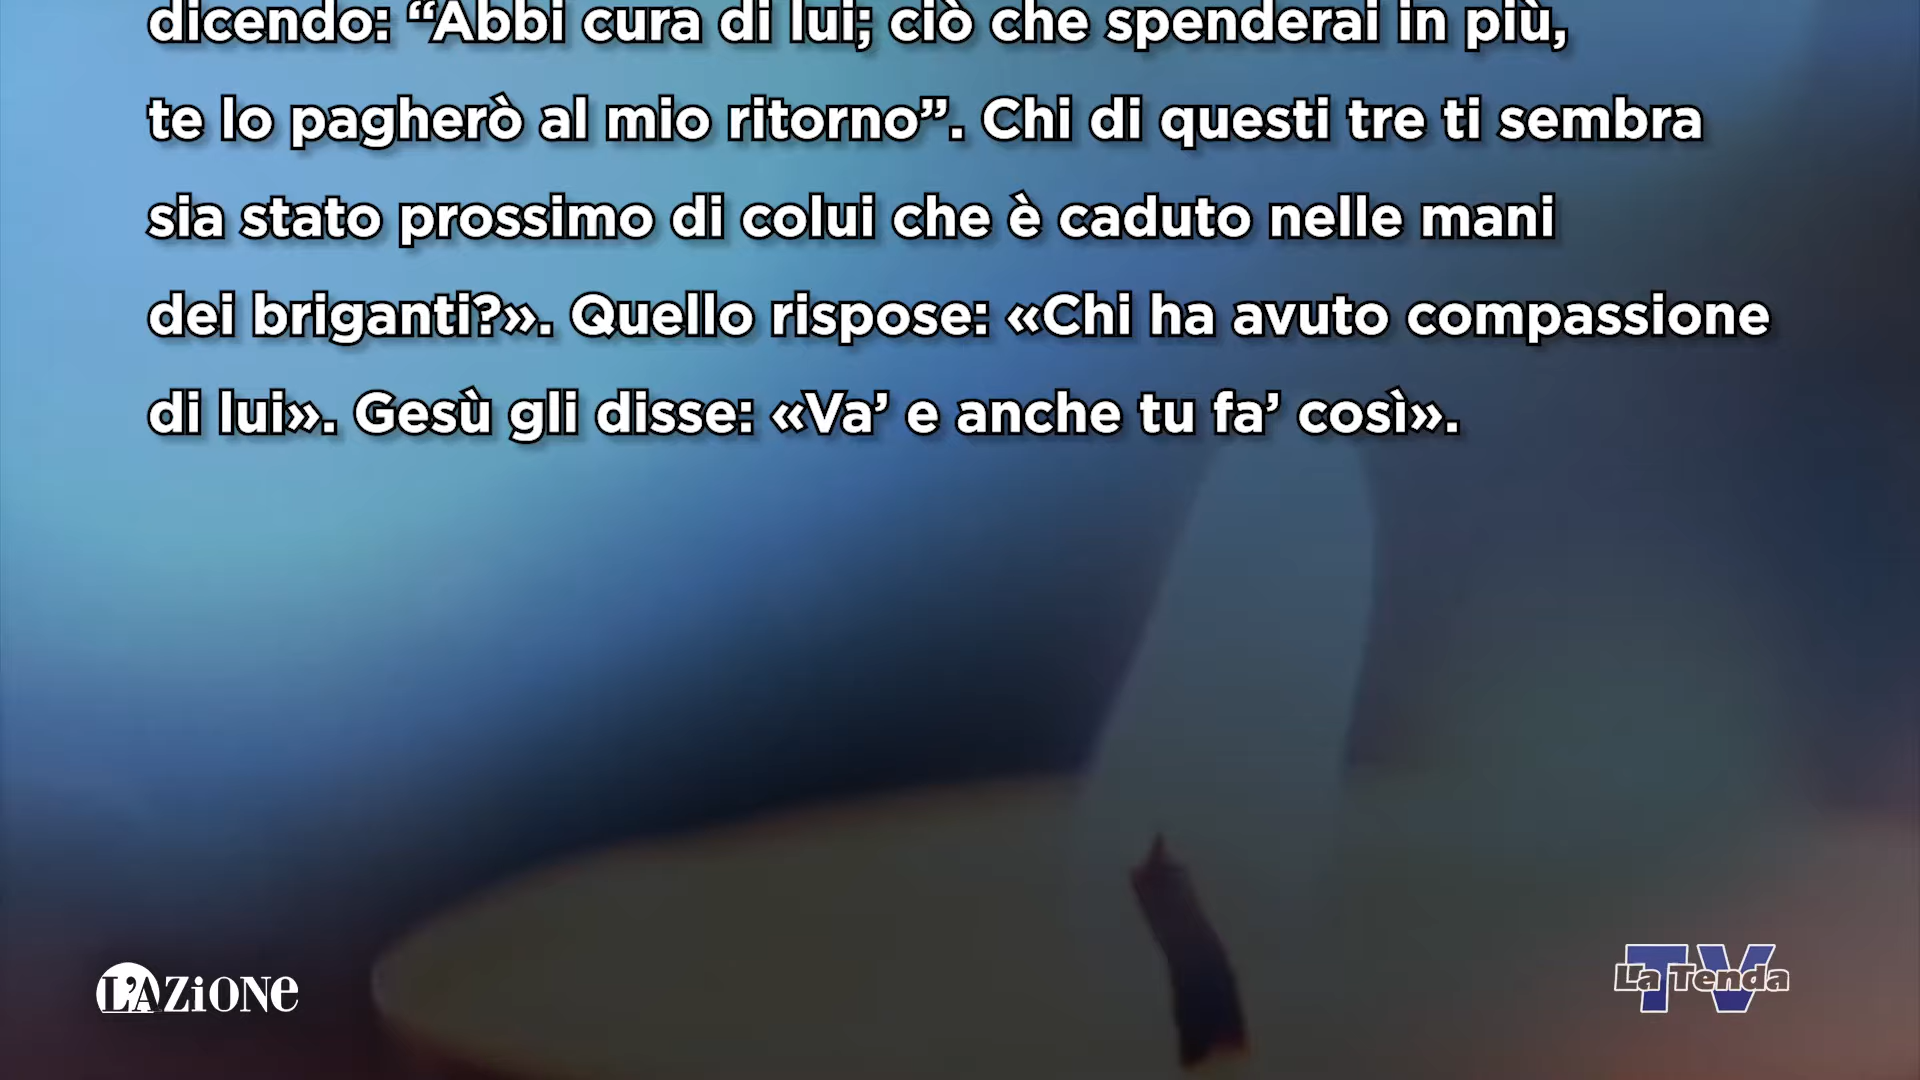 dicendo: “Abbi cura di lui; ciò che spenderai in più,
te lo pagherò al mio ritorno”. Chi di questi tre ti sembra
sia stato prossimo di colui che è caduto nelle mani
dei briganti?». Quello rispose: «Chi ha avuto compassione
di lui». Gesù gli disse: «Va’ e anche tu fa’ così».
L'AZiONe
La Tenda TV